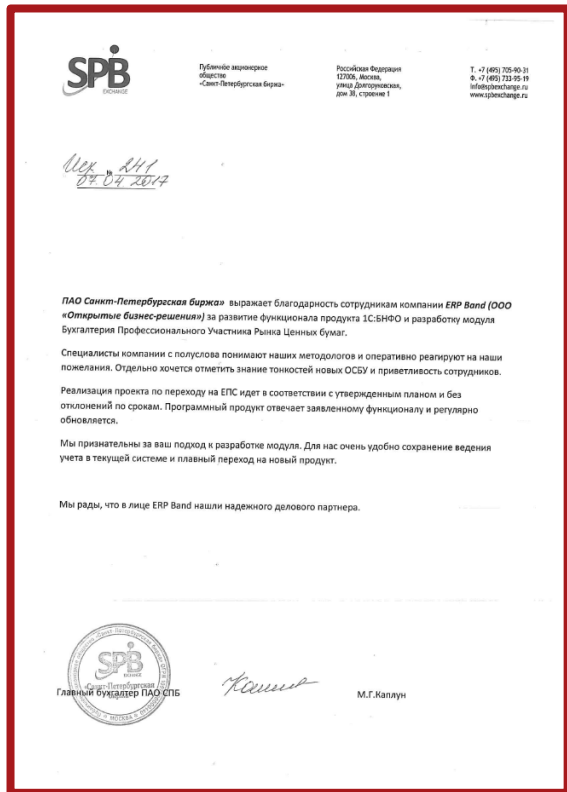 SPB
EXCHANGE
Публичное акционерное
общество
«Санкт-Петербургская биржа»
Российская Федерация
127006, Москва,
улица Долгоруковская,
дом 38, строение 1
Т. +7 (495) 705-90-31
Ф. +7 (495) 733-95-19
info@spbexchange.ru
www.spbexchange.ru
Исх № 241
07.04 2017
ПАО Санкт-Петербургская биржа» выражает благодарность сотрудникам компании ERP Band (ООО
«Открытые бизнес-решения») за развитие функционала продукта 1С:БНФО и разработку модуля
Бухгалтерия Профессионального Участника Рынка Ценных бумаг.
Специалисты компании с полуслова понимают наших методологов и оперативно реагируют на наши
пожелания. Отдельно хочется отметить знание тонкостей новых ОСБУ и приветливость сотрудников.
Реализация проекта по переходу на ЕПС идет в соответствии с утвержденным планом и без
отклонений по срокам. Программный продукт отвечает заявленному функционалу и регулярно
обновляется.
Мы признательны за ваш подход к разработке модуля. Для нас очень удобно сохранение ведения
учета в текущей системе и плавный переход на новый продукт.
Мы рады, что в лице ERP Band нашли надежного делового партнера.
SPB
EXCHANGE
«Санкт-Петербургская
биржа»
МОСКВА
Главный бухгалтер ПАО СПБ
М.Г.Каплун